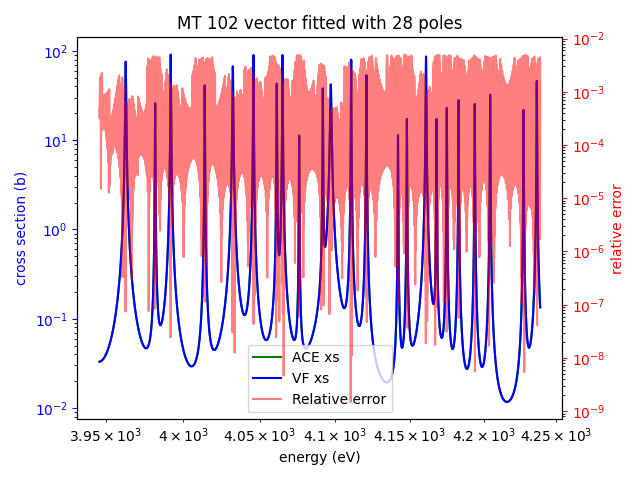 MT 102 vector fitted with 28 poles
10²
10¹
10⁰
10⁻¹
10⁻²
cross section (b)
10⁻²
10⁻³
10⁻⁴
10⁻⁵
10⁻⁶
10⁻⁷
10⁻⁸
10⁻⁹
relative error
ACE xs
VF xs
Relative error
3.95 × 10³ 4 × 10³ 4.05 × 10³ 4.1 × 10³ 4.15 × 10³ 4.2 × 10³ 4.25 × 10³
energy (eV)